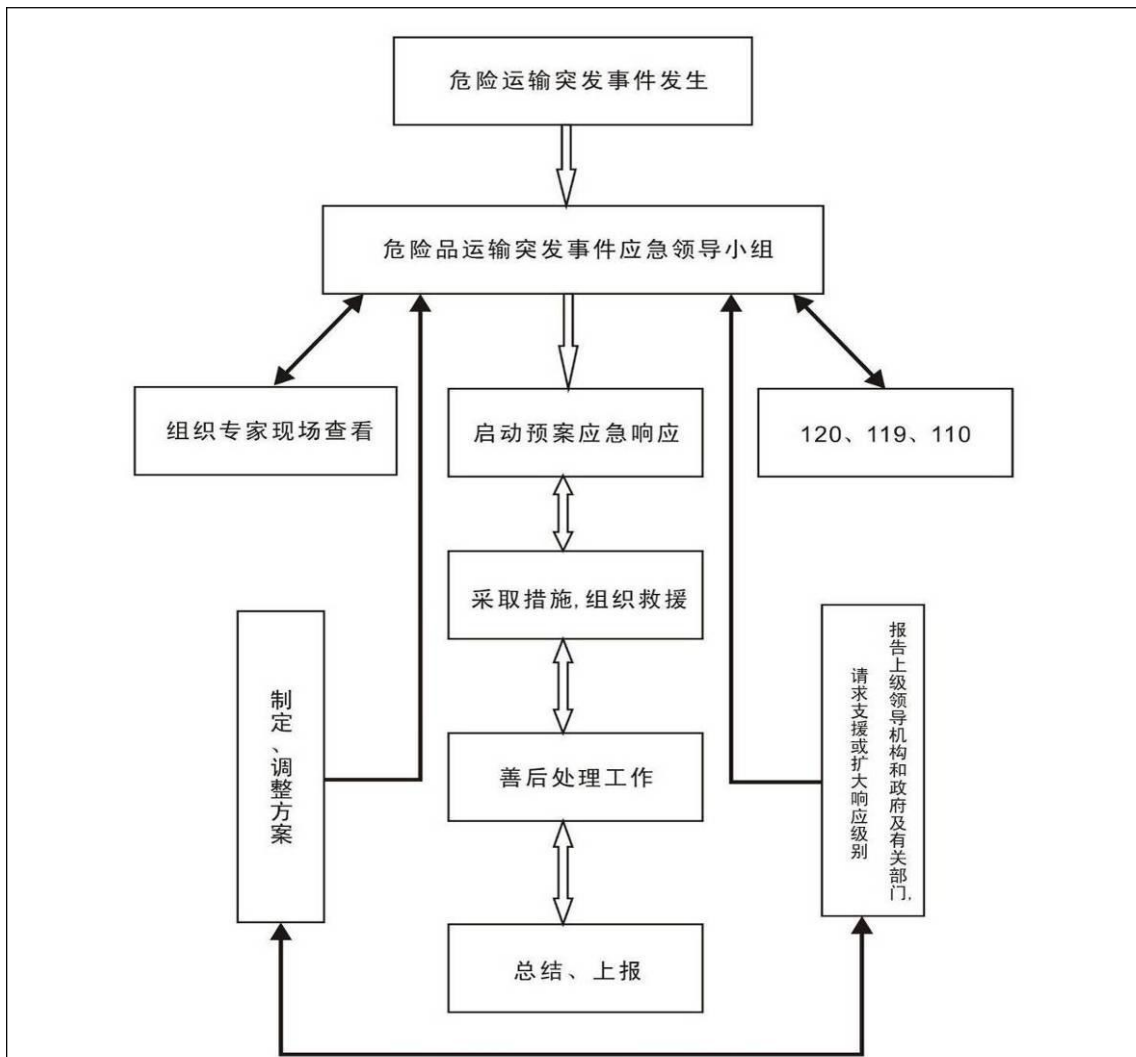 危险运输突发事件发生
危险品运输突发事件应急领导小组
组织专家现场查看
启动预案应急响应
120、119、110
采取措施,组织救援
制定、调整方案
报告上级领导机构和政府及有关部门,
请求支援或扩大响应级别
善后处理工作
总结、上报